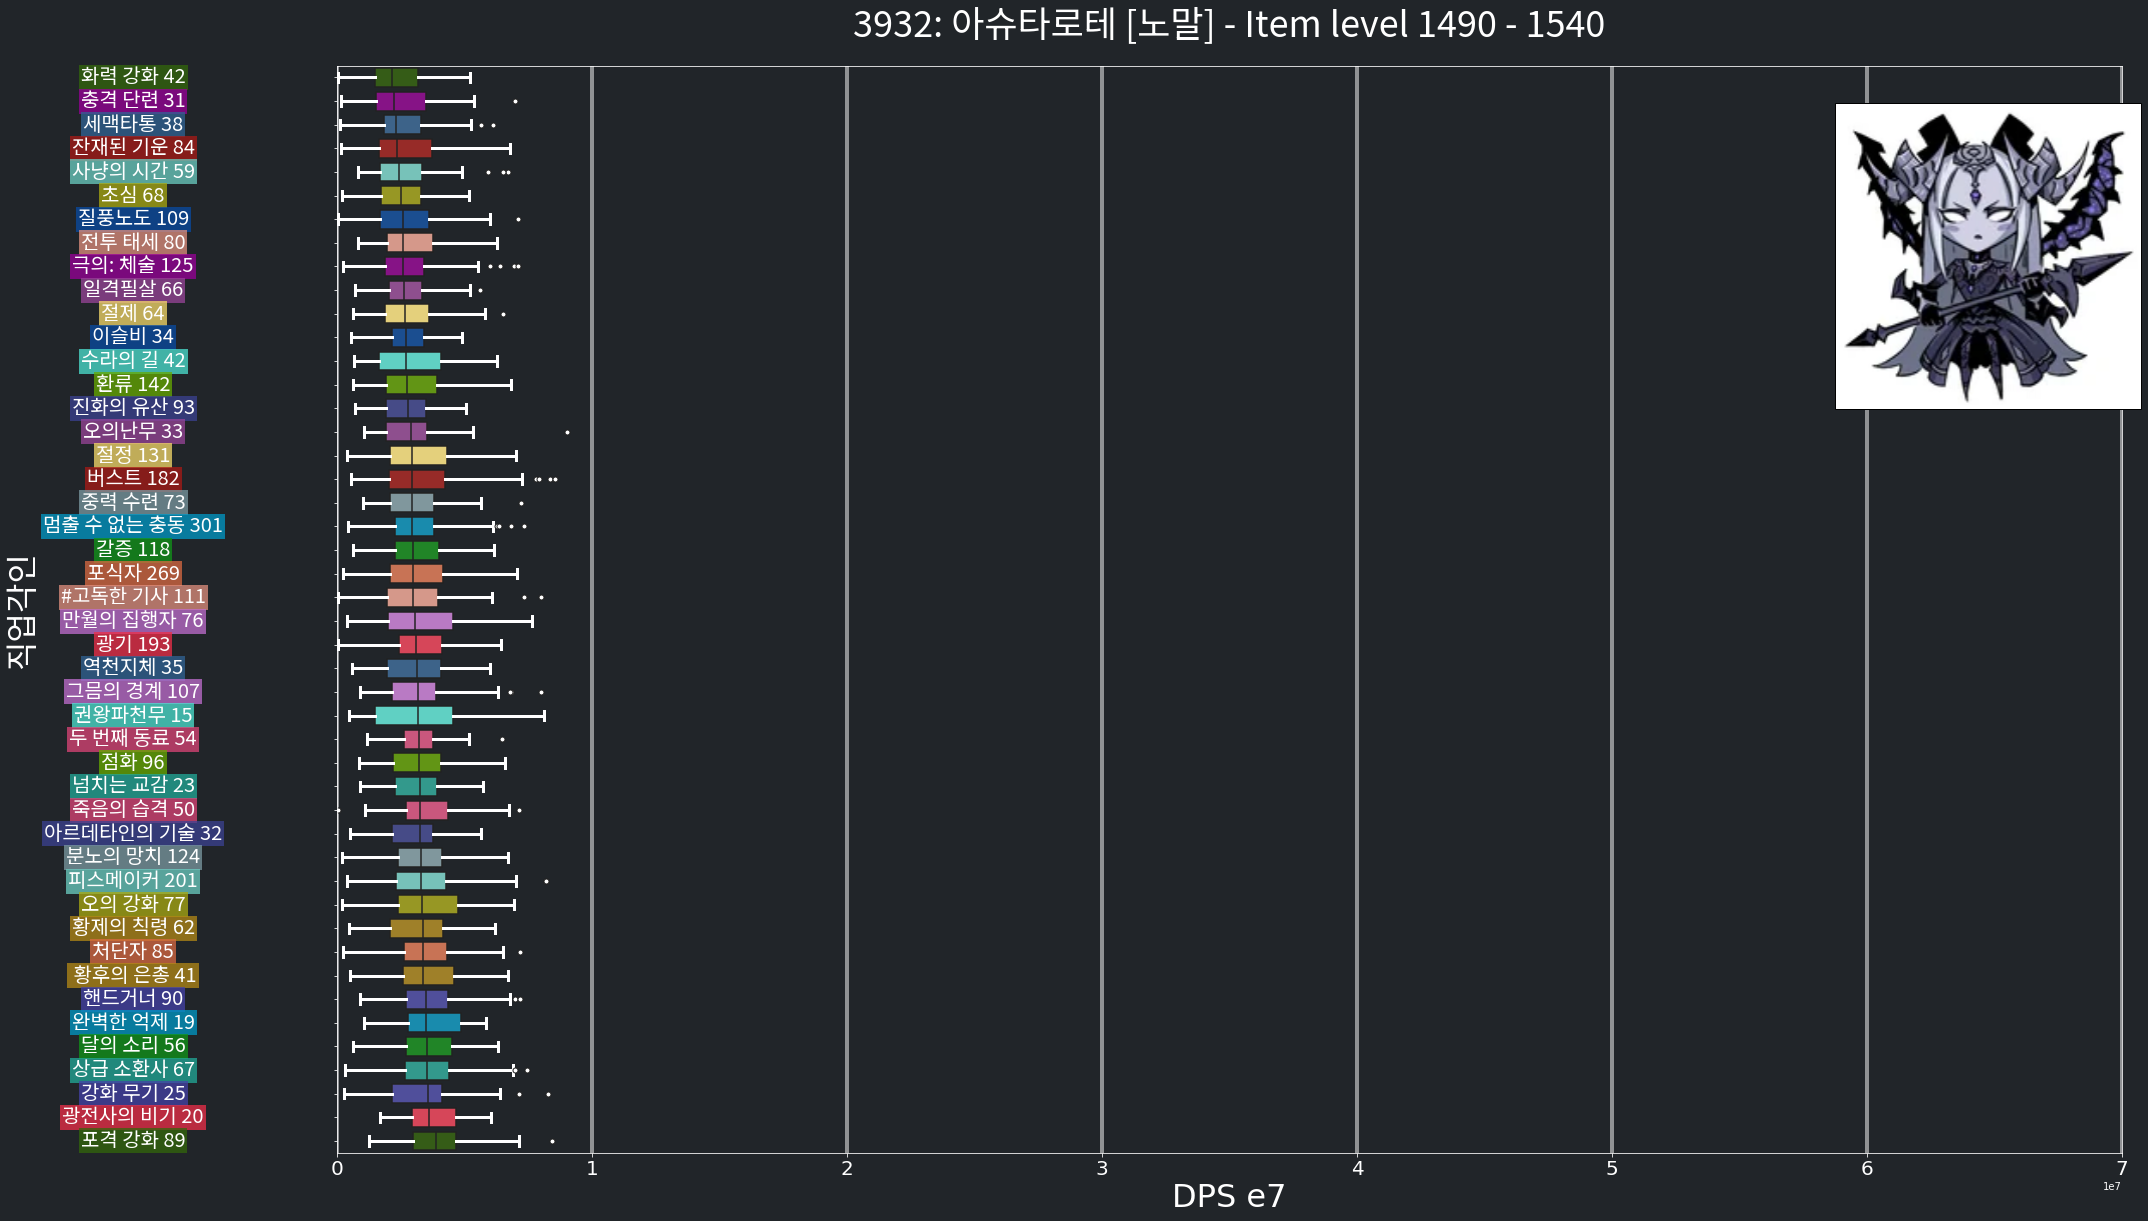 3932: 아슈타로테 [노말] - Item level 1490 - 1540
화력 강화 42
충격 단련 31
세맥타통 38
잔재된 기운 84
사냥의 시간 59
초심 68
질풍노도 109
전투 태세 80
극의: 체술 125
일격필살 66
절제 64
이슬비 34
수라의 길 42
환류 142
진화의 유산 93
오의난무 33
절정 131
버스트 182
중력 수련 73
멈출 수 없는 충동 301
갈증 118
포식자 269
#고독한 기사 111
만월의 집행자 76
광기 193
역천지체 35
그믐의 경계 107
권왕파천무 15
두 번째 동료 54
점화 96
넘치는 교감 23
죽음의 습격 50
아르데타인의 기술 32
분노의 망치 124
피스메이커 201
오의 강화 77
황제의 칙령 62
처단자 85
황후의 은총 41
핸드거너 90
완벽한 억제 19
달의 소리 56
상급 소환사 67
강화 무기 25
광전사의 비기 20
포격 강화 89
직업각인
0 1 2 3 4 5 6 7
1e7
DPS e7